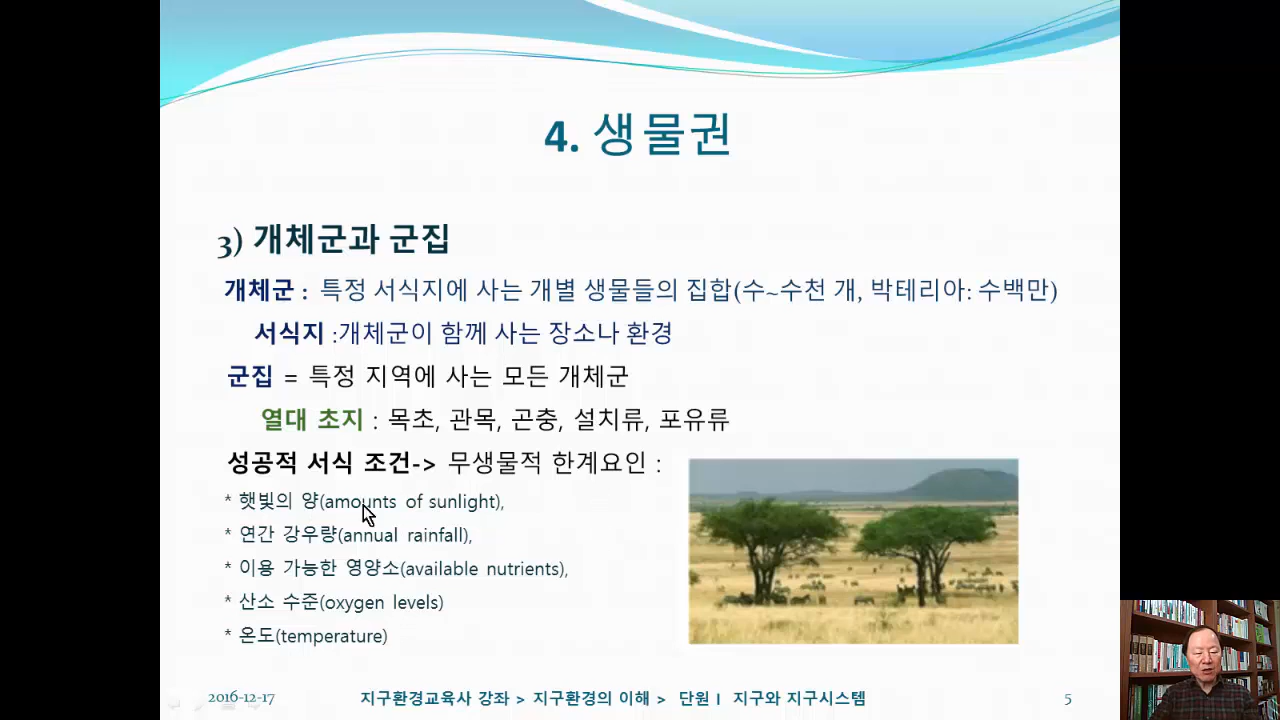 4. 생물권
3) 개체군과 군집
개체군 : 특정 서식지에 사는 개별 생물들의 집합(수~수천 개, 박테리아: 수백만)
서식지 :개체군이 함께 사는 장소나 환경
군집 = 특정 지역에 사는 모든 개체군
열대 초지 : 목초, 관목, 곤충, 설치류, 포유류
성공적 서식 조건-> 무생물적 한계요인 :
* 햇빛의 양(amounts of sunlight),
* 연간 강우량(annual rainfall),
* 이용 가능한 영양소(available nutrients),
* 산소 수준(oxygen levels)
* 온도(temperature)
2016-12-17 지구환경교육사 강좌 > 지구환경의 이해 > 단원 I 지구와 지구시스템 5